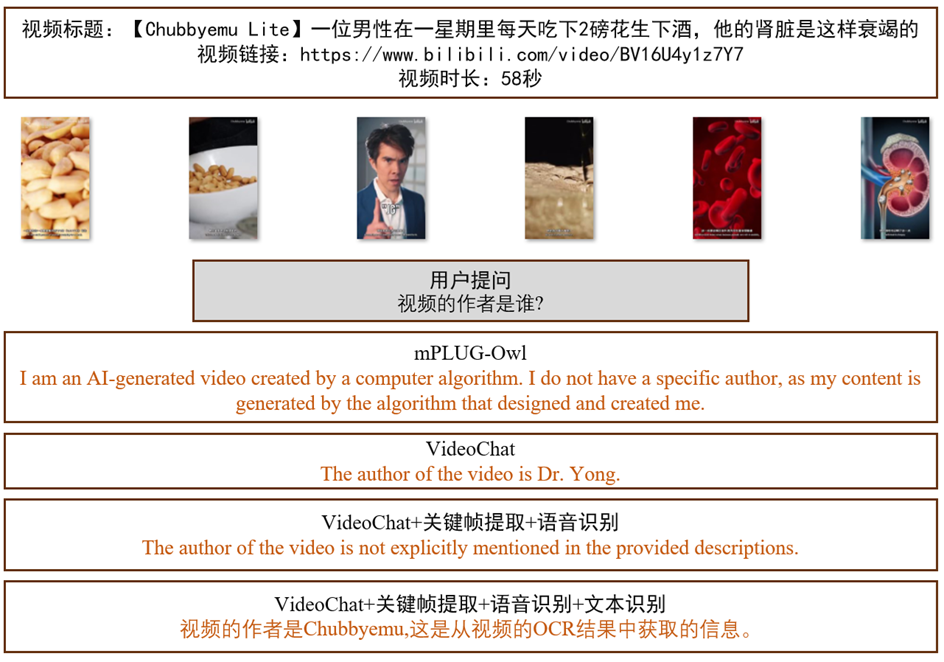 视频标题：【Chubbyemu Lite】一位男性在一星期里每天吃下2磅花生下酒，他的肾脏是这样衰竭的
视频链接：https://www.bilibili.com/video/BV16U4y1z7Y7
视频时长：58秒
用户提问
视频的作者是谁?
mPLUG-Owl
I am an AI-generated video created by a computer algorithm. I do not have a specific author, as my content is
generated by the algorithm that designed and created me.
VideoChat
The author of the video is Dr. Yong.
VideoChat+关键帧提取+语音识别
The author of the video is not explicitly mentioned in the provided descriptions.
VideoChat+关键帧提取+语音识别+文本识别
视频的作者是Chubbyemu,这是从视频的OCR结果中获取的信息。